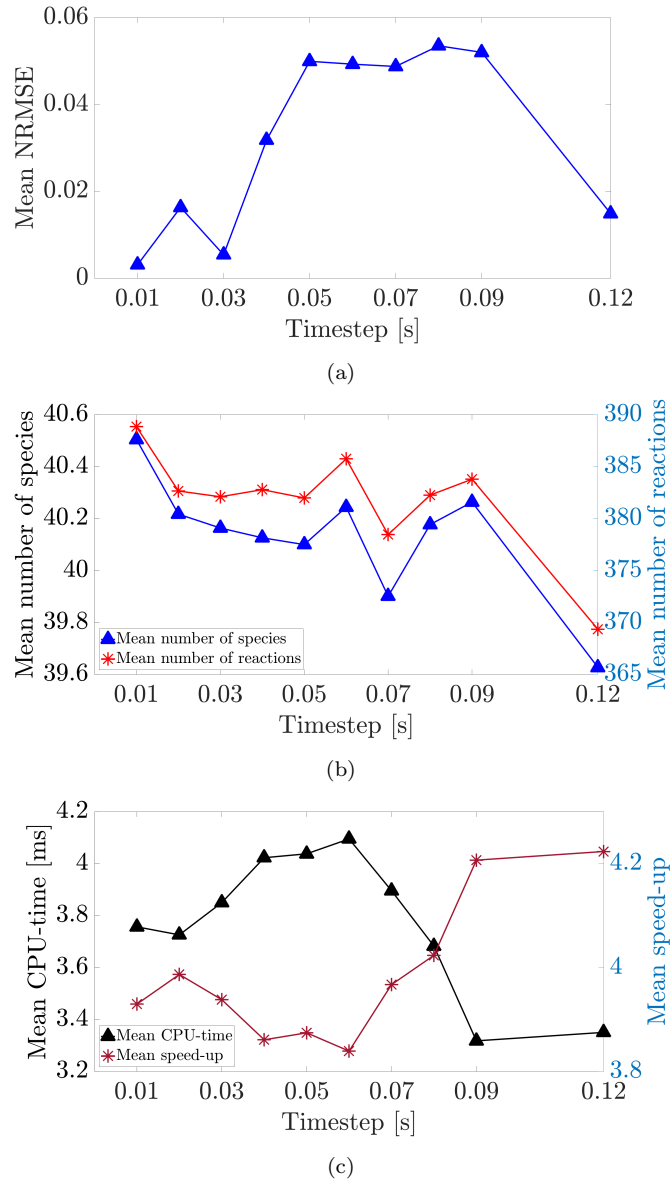 0.06
0.04
0.02
0
Mean NRMSE
0.01 0.03 0.05 0.07 0.09 0.12
Timestep [s]
(a)
40.6
40.4
40.2
40
39.8
39.6
Mean number of species
390
385
380
375
370
365
Mean number of reactions
Mean number of species
Mean number of reactions
0.01 0.03 0.05 0.07 0.09 0.12
Timestep [s]
(b)
4.2
4
3.8
3.6
3.4
3.2
Mean CPU-time [ms]
4.2
4
3.8
Mean speed-up
Mean CPU-time
Mean speed-up
0.01 0.03 0.05 0.07 0.09 0.12
Timestep [s]
(c)